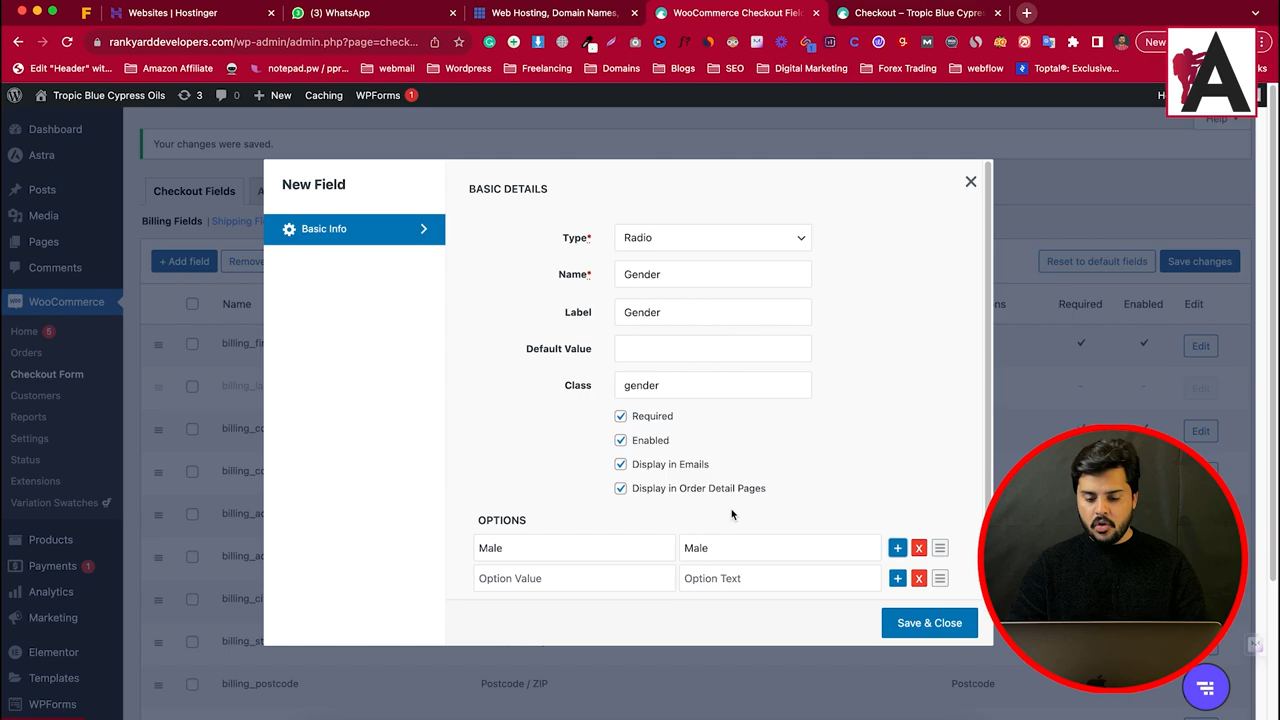 Websites | Hostinger
(3) WhatsApp
Web Hosting, Domain Names,
WooCommerce Checkout Fiel
Checkout – Tropic Blue Cypres
rankyarddevelopers.com/wp-admin/admin.php?page=check...
New
Edit "Header" wit...
Amazon Affiliate
notepad.pw / ppr...
webmail
Wordpress
Freelancing
Domains
Blogs
SEO
Digital Marketing
Forex Trading
webflow
Toptal®: Exclusive...
A
Tropic Blue Cypress Oils
3
0
New
Caching
WPForms 1
Help
Dashboard
Astra
Posts
Media
Pages
Comments
WooCommerce
Home 5
Orders
Checkout Form
Customers
Reports
Settings
Status
Extensions
Variation Swatches
Products
Payments 1
Analytics
Marketing
Elementor
Templates
WPForms
Your changes were saved.
Checkout Fields
Billing Fields | Shipping Fi
+ Add field
Remove
Reset to default fields
Save changes
Name
Required
Enabled
Edit
billing_fir
Edit
billing_la
Edit
billing_co
Edit
billing_co
billing_ad
billing_ad
billing_cit
billing_st
billing_postcode
Postcode / ZIP
Postcode
New Field
Basic Info
BASIC DETAILS
Type*
Radio
Name*
Gender
Label
Gender
Default Value
Class
gender
Required
Enabled
Display in Emails
Display in Order Detail Pages
OPTIONS
Male
Male
+
x
Option Value
Option Text
+
x
Save & Close